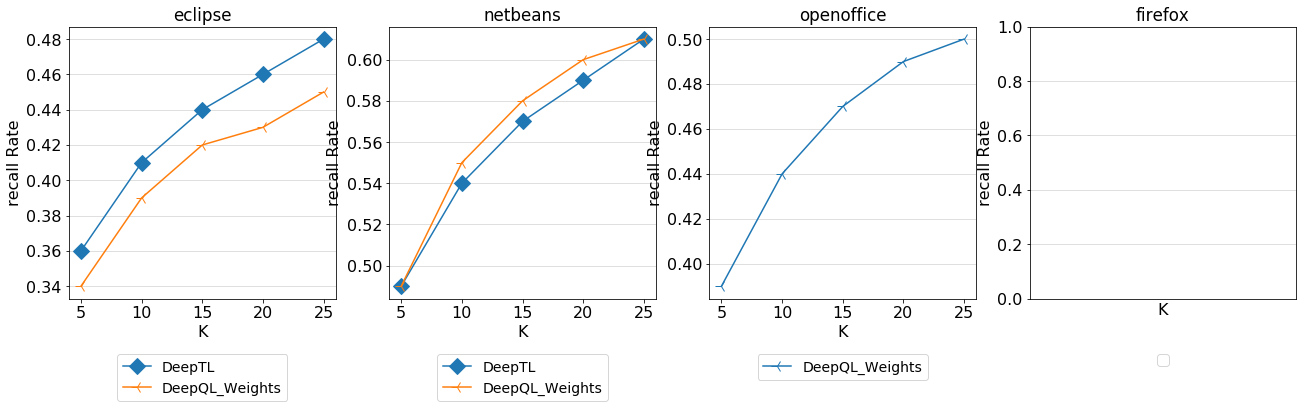 eclipse
recall Rate
0.48
0.46
0.44
0.42
0.40
0.38
0.36
0.34
5 10 15 20 25
K
DeepTL
DeepQL_Weights
netbeans
recall Rate
0.60
0.58
0.56
0.54
0.52
0.50
5 10 15 20 25
K
DeepTL
DeepQL_Weights
openoffice
recall Rate
0.50
0.48
0.46
0.44
0.42
0.40
5 10 15 20 25
K
DeepQL_Weights
firefox
recall Rate
1.0
0.8
0.6
0.4
0.2
0.0
K